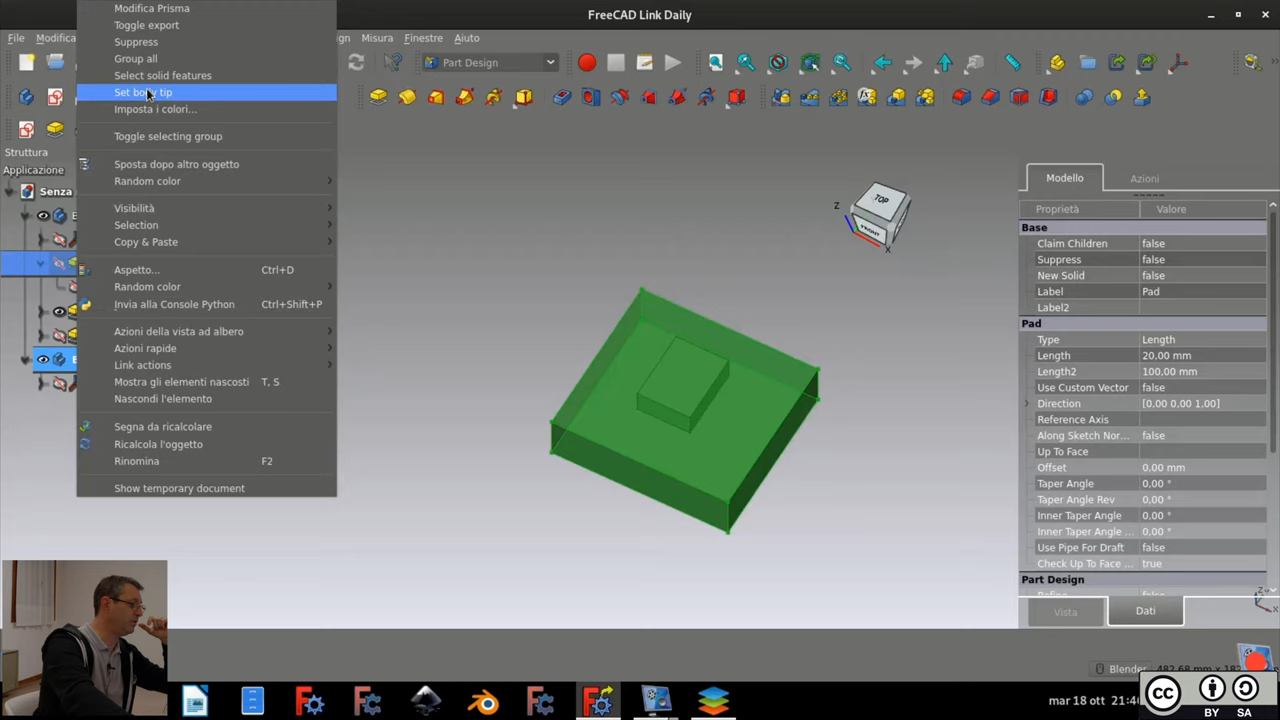 FreeCAD Link Daily
File
Modifica
Misura
Finestre
Aiuto
Part Design
Modifica Prisma
Toggle export
Suppress
Group all
Select solid features
Set body tip
Imposta i colori...
Toggle selecting group
Sposta dopo altro oggetto
Random color
Visibilità
Selection
Copy & Paste
Aspetto... Ctrl+D
Random color
Invia alla Console Python Ctrl+Shift+P
Azioni della vista ad albero
Azioni rapide
Link actions
Mostra gli elementi nascosti T, S
Nascondi l'elemento
Segna da ricalcolare
Ricalcola l'oggetto
Rinomina F2
Show temporary document
Struttura
Applicazione
Senza
TOP
FRONT
Z
X
Modello Azioni
Proprietà Valore
Base
Claim Children false
Suppress false
New Solid false
Label Pad
Label2
Pad
Type Length
Length 20,00 mm
Length2 100,00 mm
Use Custom Vector false
Direction [0.00 0,00 1,00]
Reference Axis
Along Sketch Nor... false
Up To Face
Offset 0,00 mm
Taper Angle 0,00 °
Taper Angle Rev 0,00 °
Inner Taper Angle 0,00 °
Inner Taper Angle ... 0,00 °
Use Pipe For Draft false
Check Up To Face ... true
Part Design
Vista Dati
Blender
mar 18 ott
CC
BY SA